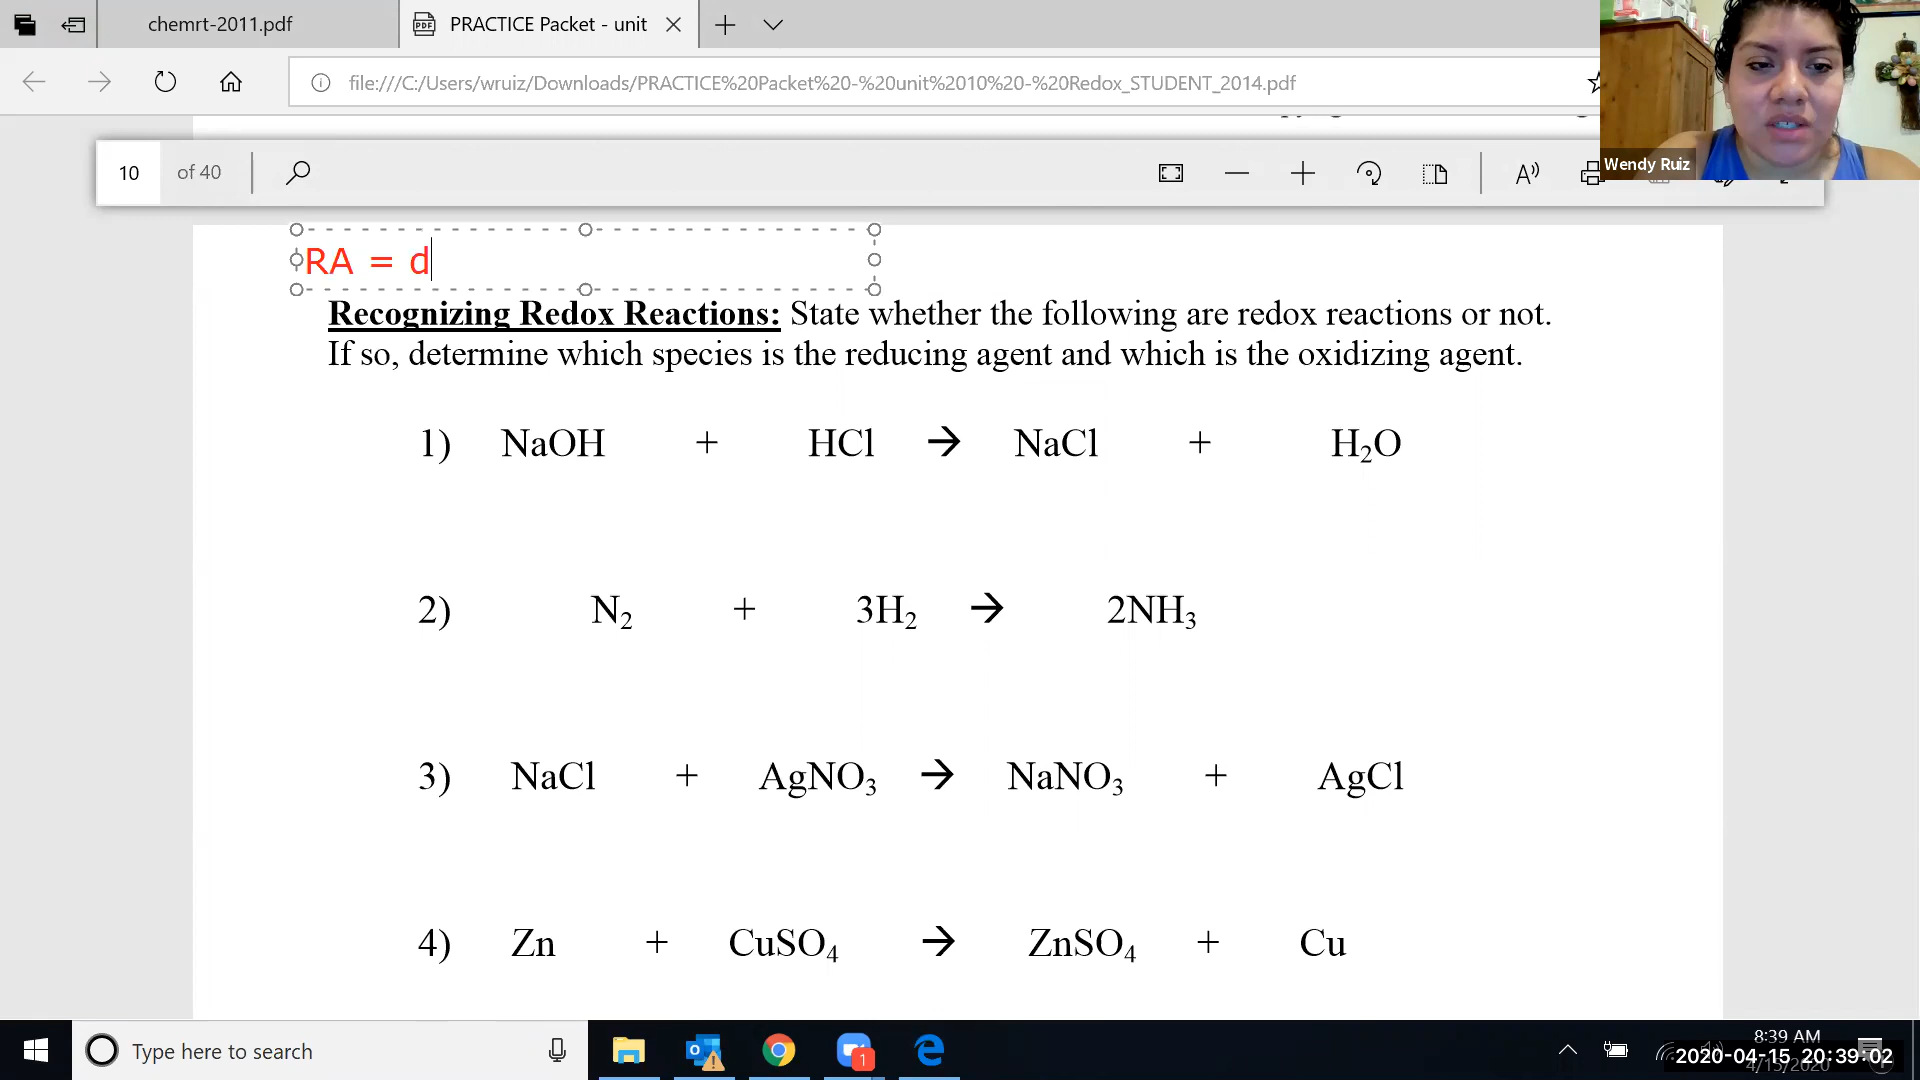 chemrt-2011.pdf
PRACTICE Packet - unit
file:///C:/Users/wruiz/Downloads/PRACTICE%20Packet%20-%20unit%2010%20-%20Redox_STUDENT_2014.pdf
10 of 40
Wendy Ruiz
RA = d
Recognizing Redox Reactions: State whether the following are redox reactions or not.
If so, determine which species is the reducing agent and which is the oxidizing agent.
1) NaOH + HCl → NaCl + H₂O
2) N₂ + 3H₂ → 2NH₃
3) NaCl + AgNO₃ → NaNO₃ + AgCl
4) Zn + CuSO₄ → ZnSO₄ + Cu
Type here to search
1
8:39 AM
2020-04-15 20:39:02
4/15/2020